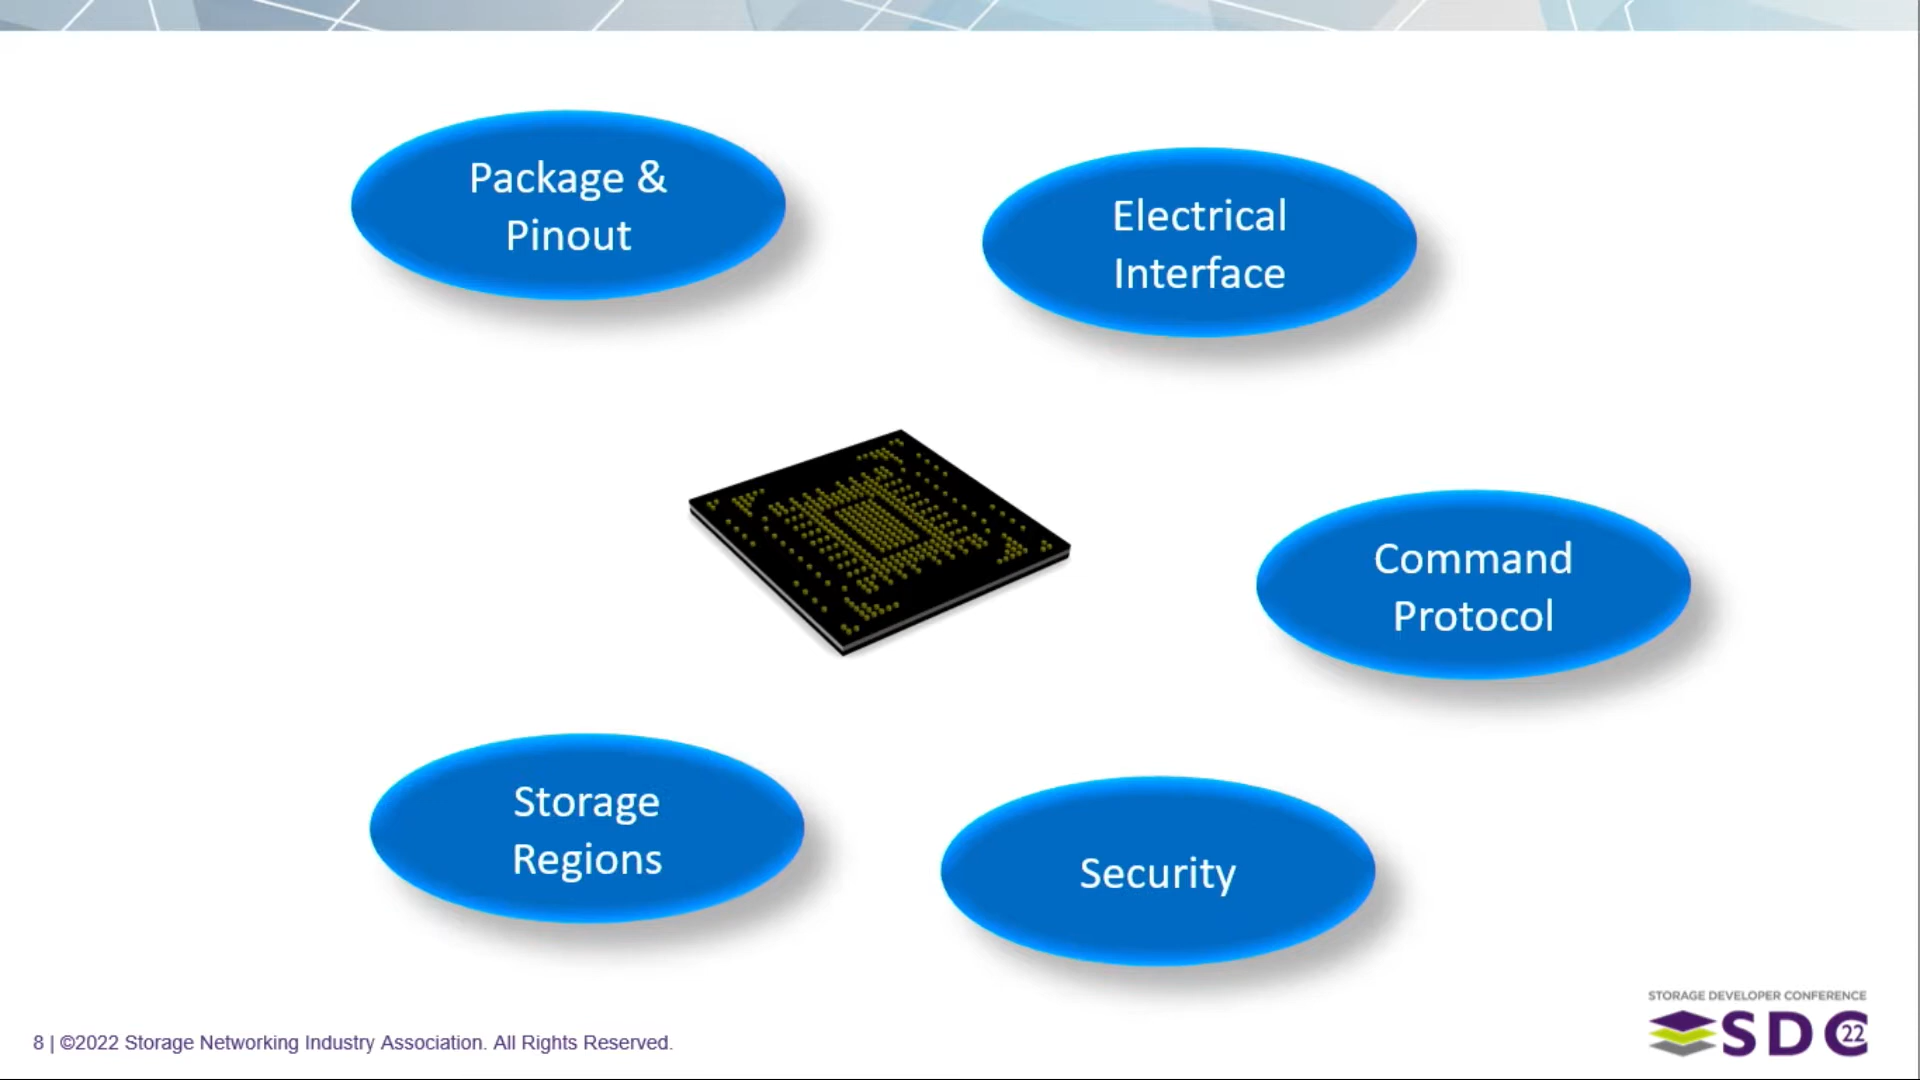 Package &
Pinout
Electrical
Interface
Command
Protocol
Storage
Regions
Security
8 | ©2022 Storage Networking Industry Association. All Rights Reserved.
STORAGE DEVELOPER CONFERENCE
SDC 22